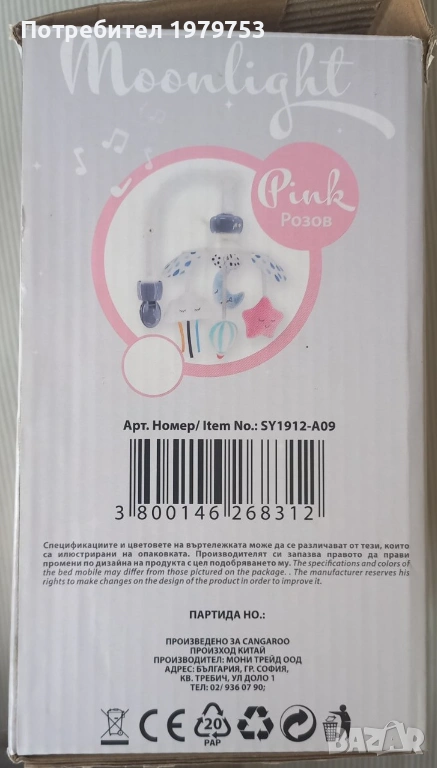 Потребител 1979753
Moonlight
Pink
Розов
Арт. Номер/ Item No.: SY1912-A09
3 800146 268312
Спецификациите и цветовете на въртележката може да се различават от тези, които
са илюстрирани на опаковката. Производителят си запазва правото да прави
промени по дизайна на продукта с цел подобряването му. The specifications and colors of
the bed mobile may differ from those pictured on the package. . The manufacturer reserves his
rights to make changes on the design of the product in order to improve it.
ПАРТИДА НО.:
ПРОИЗВЕДЕНО ЗА CANGAROO
ПРОИЗХОД КИТАЙ
ПРОИЗВОДИТЕЛ: МОНИ ТРЕЙД ООД
АДРЕС: БЪЛГАРИЯ, ГР. СОФИЯ,
КВ. ТРЕБИЧ, УЛ ДОЛО 1
ТЕЛ: 02/ 936 07 90;
CE
20
PAP
BAZAR